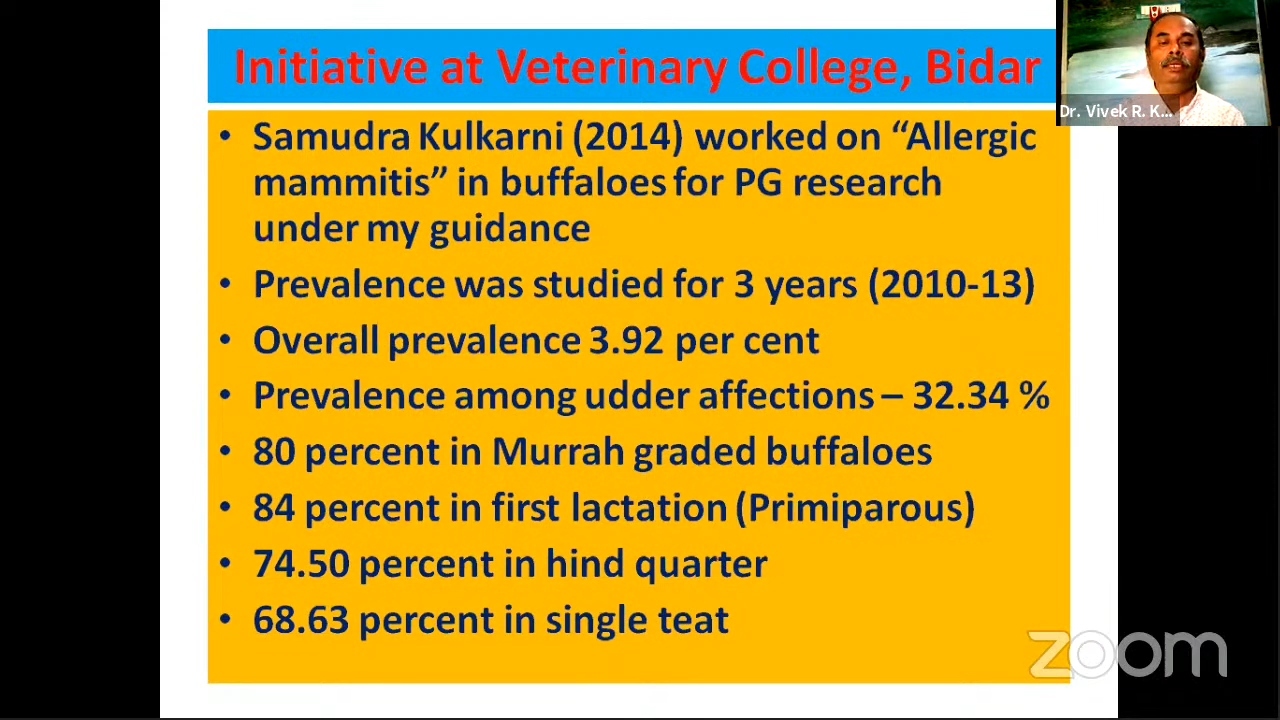 Initiative at Veterinary College, Bidar
Dr. Vivek R. K...
• Samudra Kulkarni (2014) worked on “Allergic
mammitis” in buffaloes for PG research
under my guidance
• Prevalence was studied for 3 years (2010-13)
• Overall prevalence 3.92 per cent
• Prevalence among udder affections – 32.34 %
• 80 percent in Murrah graded buffaloes
• 84 percent in first lactation (Primiparous)
• 74.50 percent in hind quarter
• 68.63 percent in single teat
zoom